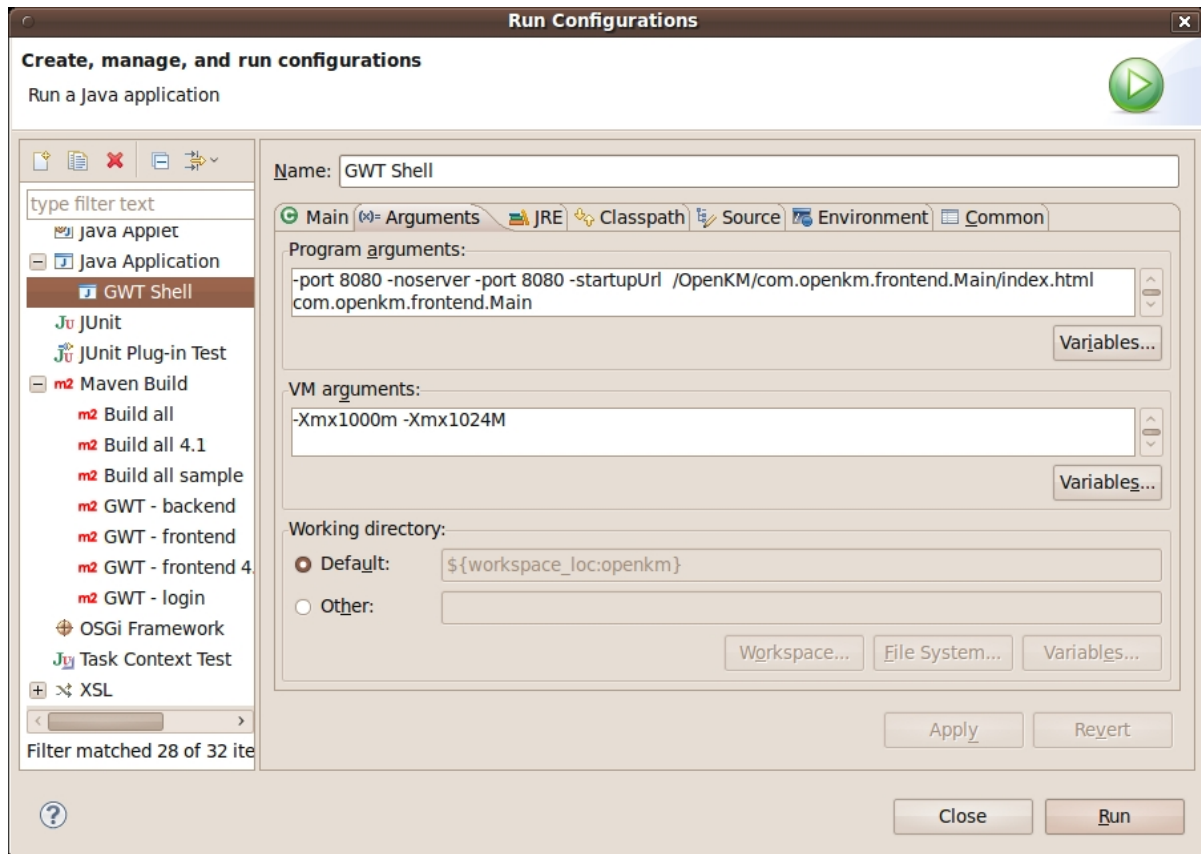 Run Configurations
Create, manage, and run configurations
Run a Java application
type filter text
Java Applet
Java Application
GWT Shell
JUnit
JUnit Plug-in Test
Maven Build
Build all
Build all 4.1
Build all sample
GWT - backend
GWT - frontend
GWT - frontend 4.
GWT - login
OSGi Framework
Task Context Test
XSL
Filter matched 28 of 32 ite
Name: GWT Shell
Main (x)= Arguments JRE Classpath Source Environment Common
Program arguments:
-port 8080 -noserver -port 8080 -startupUrl  /OpenKM/com.openkm.frontend.Main/index.html
com.openkm.frontend.Main
Variables...
VM arguments:
-Xmx1000m -Xmx1024M
Variables...
Working directory:
Default: ${workspace_loc:openkm}
Other:
Workspace... File System... Variables...
Apply Revert
Close Run